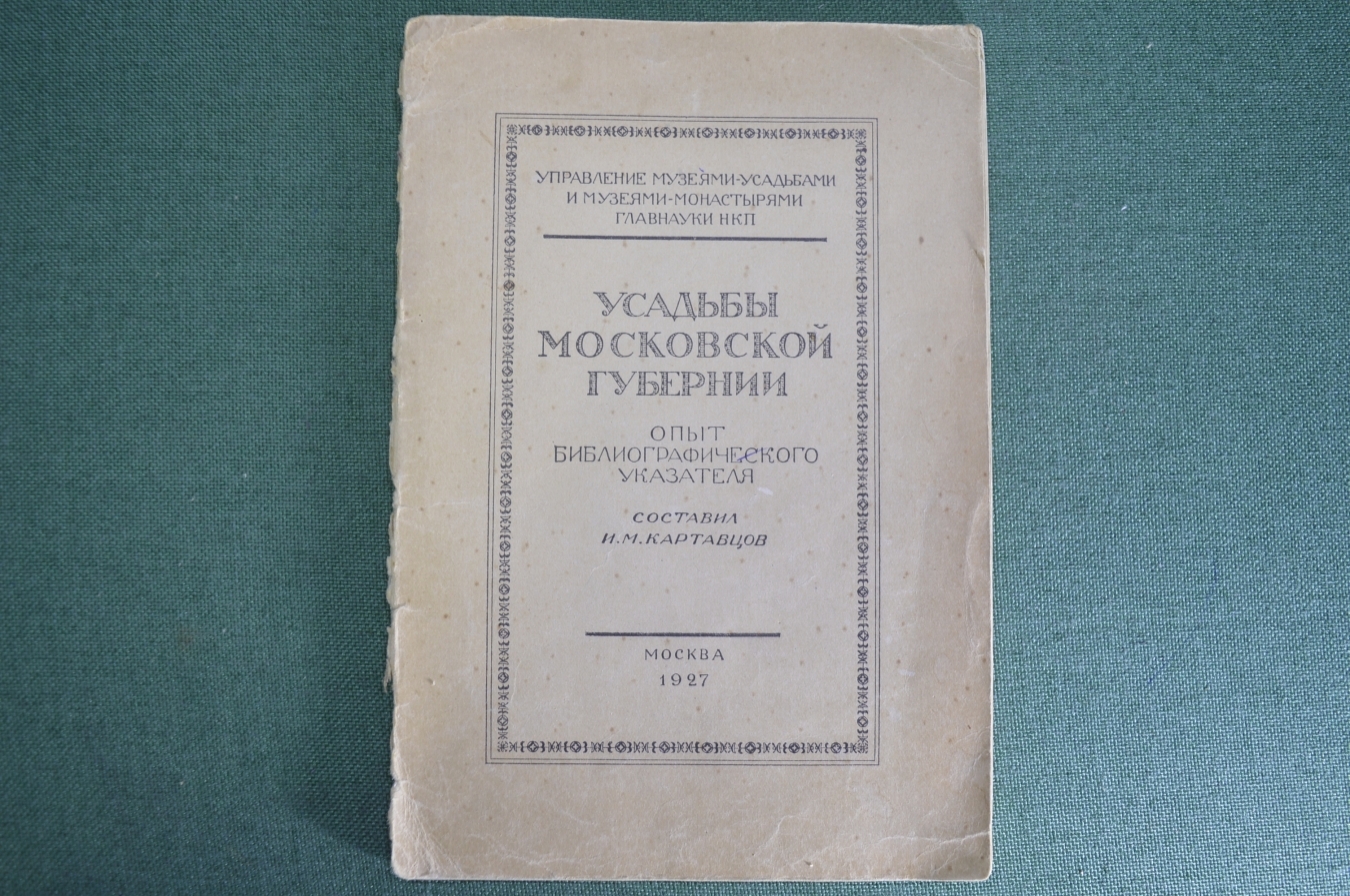 УПРАВЛЕНИЕ МУЗЕЯМИ-УСАДЬБАМИ
И МУЗЕЯМИ-МОНАСТЫРЯМИ
ГЛАВНАУКИ НКП
УСАДЬБЫ
МОСКОВСКОЙ
ГУБЕРНИИ
ОПЫТ
БИБЛИОГРАФИЧЕСКОГО
УКАЗАТЕЛЯ
СОСТАВИЛ
И.М.КАРТАВЦОВ
МОСКВА
1927